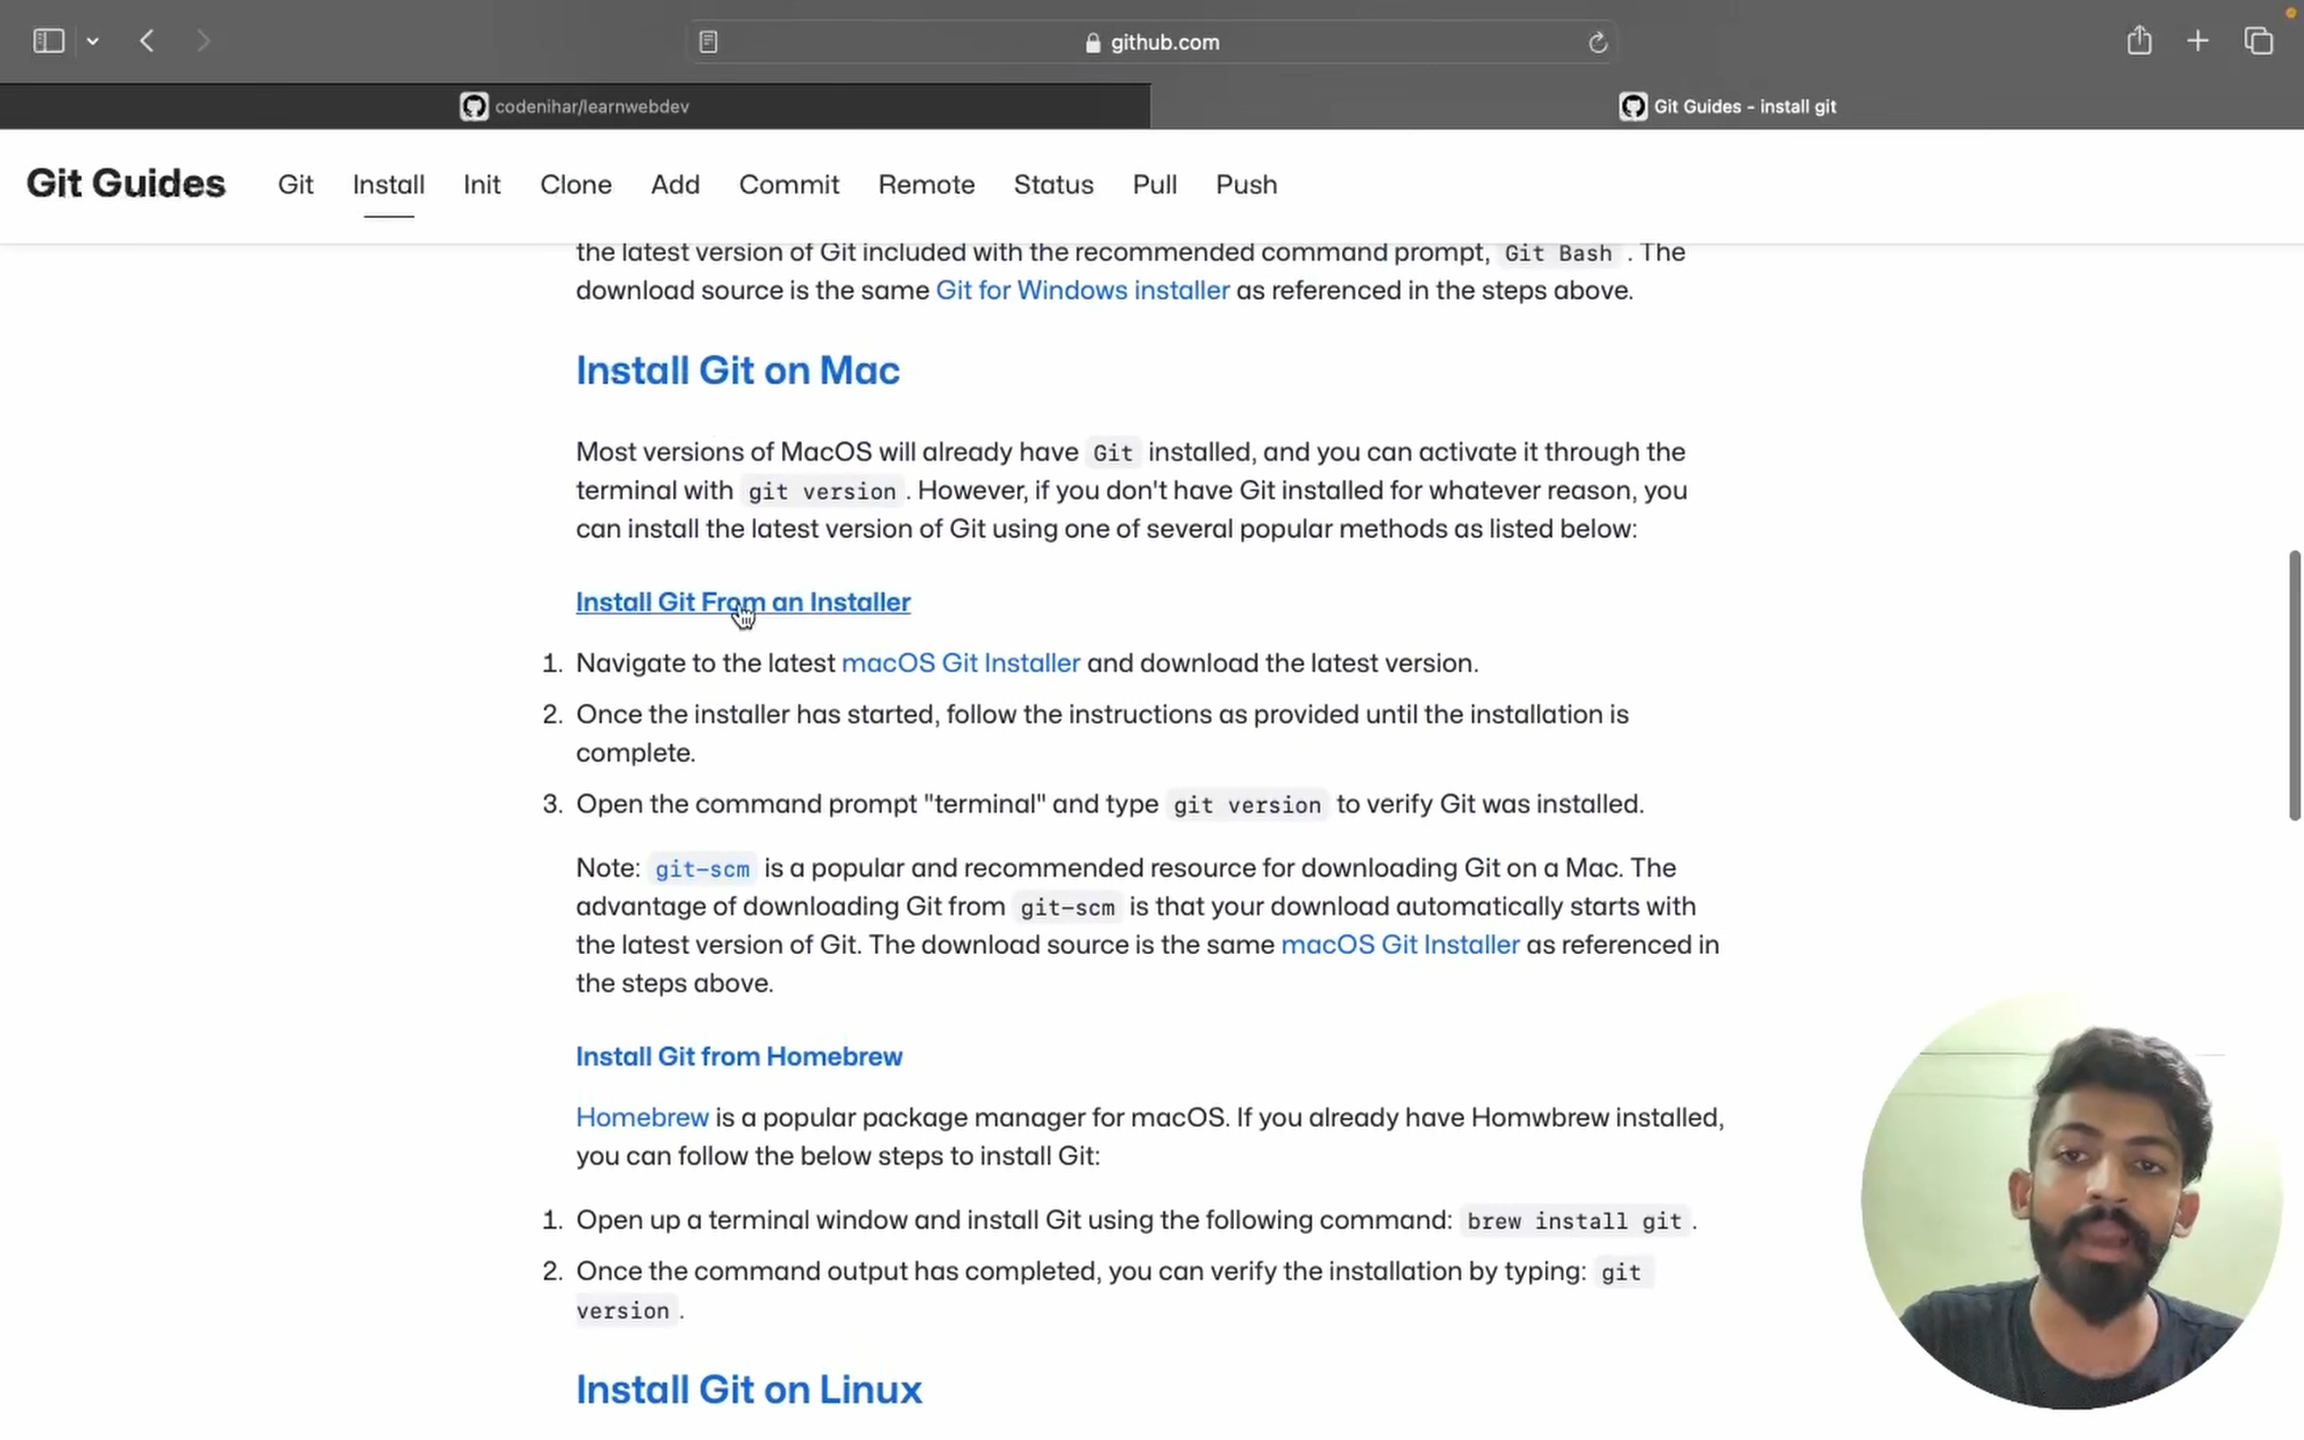 github.com
codenihar/learnwebdev
Git Guides - install git
Git Guides Git Install Init Clone Add Commit Remote Status Pull Push
the latest version of Git included with the recommended command prompt, Git Bash . The
download source is the same Git for Windows installer as referenced in the steps above.
Install Git on Mac
Most versions of MacOS will already have Git installed, and you can activate it through the
terminal with git version . However, if you don't have Git installed for whatever reason, you
can install the latest version of Git using one of several popular methods as listed below:
Install Git From an Installer
1. Navigate to the latest macOS Git Installer and download the latest version.
2. Once the installer has started, follow the instructions as provided until the installation is
complete.
3. Open the command prompt "terminal" and type git version to verify Git was installed.
Note: git-scm is a popular and recommended resource for downloading Git on a Mac. The
advantage of downloading Git from git-scm is that your download automatically starts with
the latest version of Git. The download source is the same macOS Git Installer as referenced in
the steps above.
Install Git from Homebrew
Homebrew is a popular package manager for macOS. If you already have Homwbrew installed,
you can follow the below steps to install Git:
1. Open up a terminal window and install Git using the following command: brew install git .
2. Once the command output has completed, you can verify the installation by typing: git
version .
Install Git on Linux